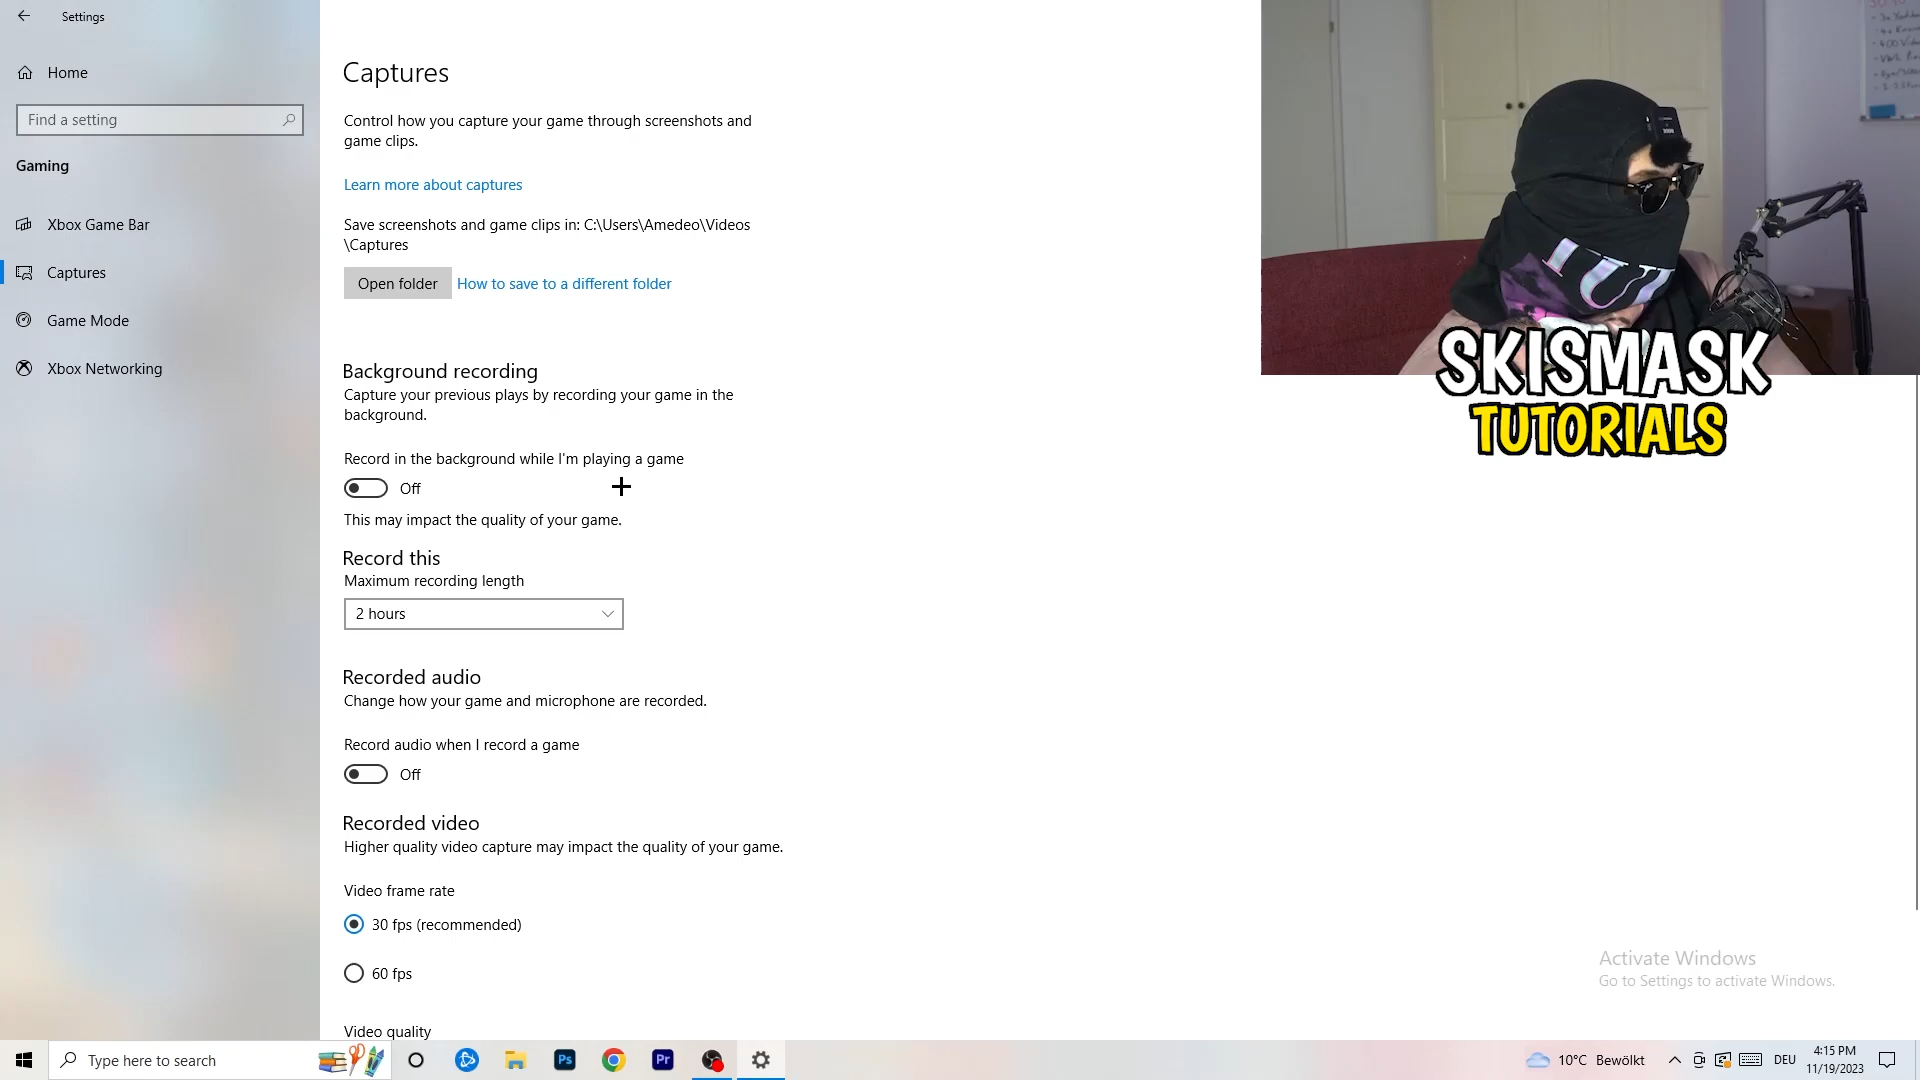 Settings
Home
Find a setting
Gaming
Xbox Game Bar
Captures
Game Mode
Xbox Networking
Captures
Control how you capture your game through screenshots and
game clips.
Learn more about captures
Save screenshots and game clips in: C:\Users\Amedeo\Videos
\Captures
Open folder
How to save to a different folder
Background recording
Capture your previous plays by recording your game in the
background.
Record in the background while I'm playing a game
Off
This may impact the quality of your game.
Record this
Maximum recording length
2 hours
Recorded audio
Change how your game and microphone are recorded.
Record audio when I record a game
Off
Recorded video
Higher quality video capture may impact the quality of your game.
Video frame rate
30 fps (recommended)
60 fps
Video quality
SKISMASK
TUTORIALS
Activate Windows
Go to Settings to activate Windows.
Type here to search
Ps
Pr
10°C Bewölkt
DEU
4:15 PM
11/19/2023